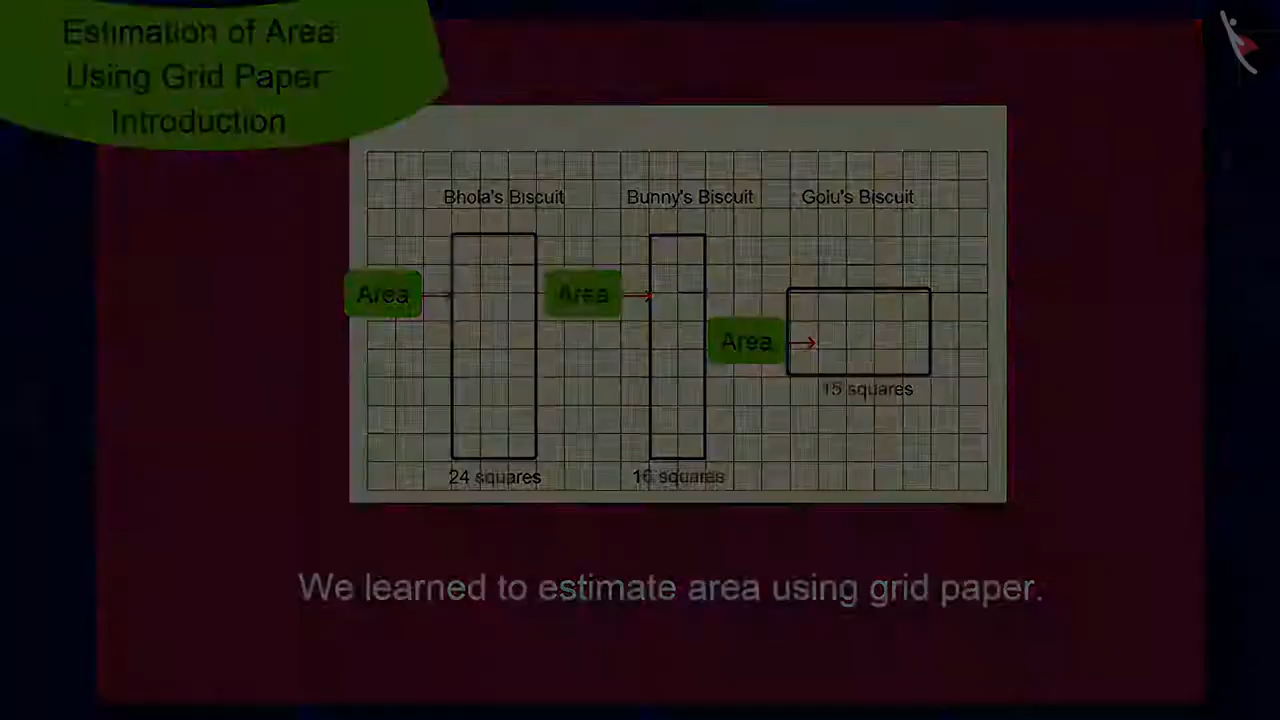 Estimation of Area
Using Grid Paper
Introduction
Bhola's Biscuit
Bunny's Biscuit
Golu's Biscuit
Area
Area
Area
15 squares
24 squares
16 squares
We learned to estimate area using grid paper.